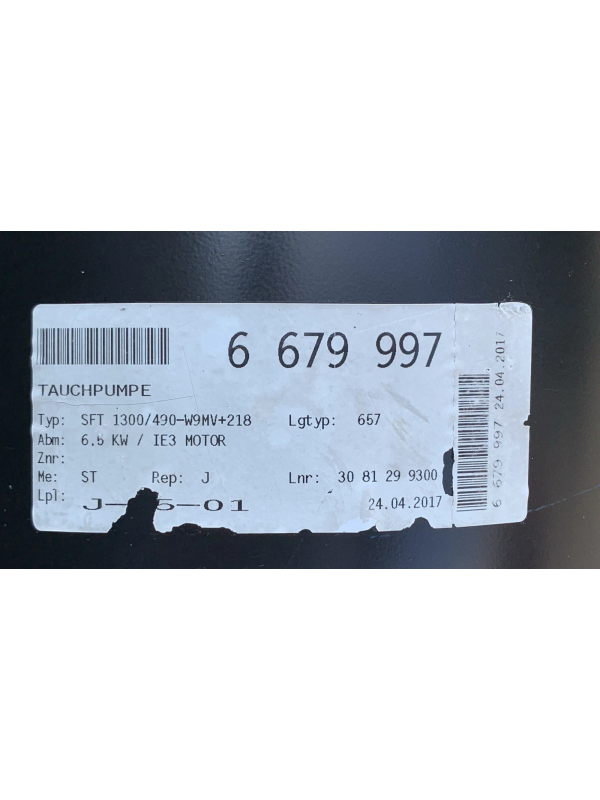 6 679 997
TAUCHPUMPE
Typ: SFT 1300/490-W9MV+218 Lgtyp: 657
Abm: 6.5 KW / IE3 MOTOR
Znr:
Me: ST Rep: J Lnr: 30 81 29 9300
Lpl: 24.04.2017
6 679 997 24.04.2017